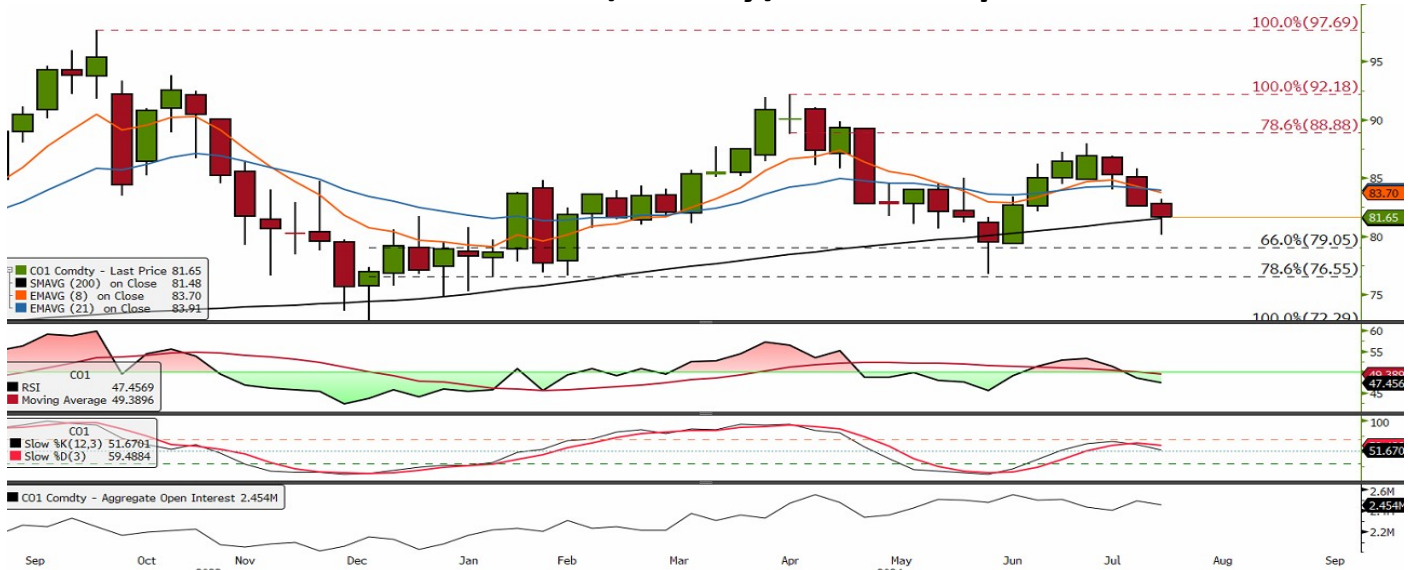 100.0%(97.69)
95
100.0%(92.18)
90
78.6%(88.88)
85
83.70
81.65
80
66.0%(79.05)
78.6%(76.55)
75
100.0%(72.29)
CO1 Comdty - Last Price 81.65
SMAVG (200) on Close 81.48
EMAVG (8) on Close 83.70
EMAVG (21) on Close 83.91
60
55
49.389
47.456
45
CO1
RSI 47.4569
Moving Average 49.3896
100
51.670
CO1
Slow %K(12,3) 51.6701
Slow %D(3) 59.4884
CO1 Comdty - Aggregate Open Interest 2.454M
2.6M
2.454M
2.2M
Sep Oct Nov Dec Jan Feb Mar Apr May Jun Jul Aug Sep